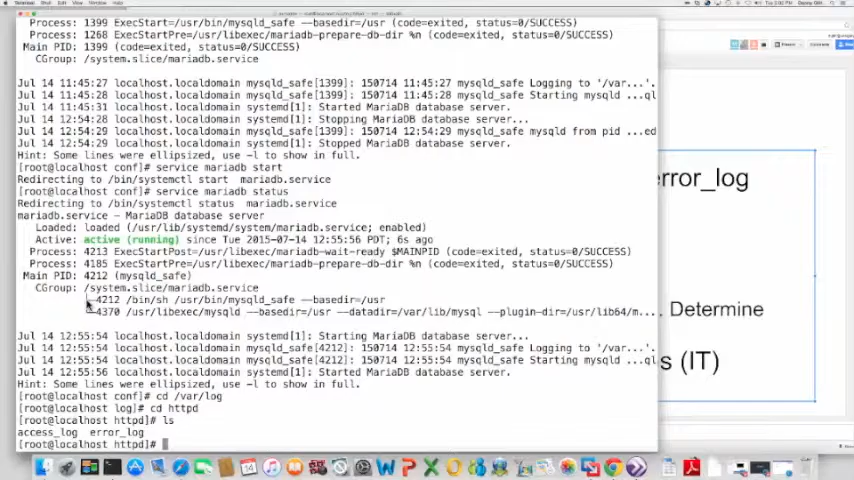 Process: 1399 ExecStart=/usr/bin/mysqld_safe --basedir=/usr (code=exited, status=0/SUCCESS)
Process: 1268 ExecStartPre=/usr/libexec/mariadb-prepare-db-dir %n (code=exited, status=0/SUCCESS)
Main PID: 1399 (code=exited, status=0/SUCCESS)
CGroup: /system.slice/mariadb.service
Jul 14 11:45:27 localhost.localdomain mysqld_safe[1399]: 150714 11:45:27 mysqld_safe Logging to '/var...'.
Jul 14 11:45:28 localhost.localdomain mysqld_safe[1399]: 150714 11:45:28 mysqld_safe Starting mysqld ...ql
Jul 14 11:45:31 localhost.localdomain systemd[1]: Started MariaDB database server.
Jul 14 12:54:28 localhost.localdomain systemd[1]: Stopping MariaDB database server...
Jul 14 12:54:29 localhost.localdomain mysqld_safe[1399]: 150714 12:54:29 mysqld_safe mysqld from pid ...ed
Jul 14 12:54:29 localhost.localdomain systemd[1]: Stopped MariaDB database server.
Hint: Some lines were ellipsized, use -l to show in full.
[root@localhost conf]# service mariadb start
Redirecting to /bin/systemctl start  mariadb.service
[root@localhost conf]# service mariadb status
Redirecting to /bin/systemctl status  mariadb.service
mariadb.service - MariaDB database server
Loaded: loaded (/usr/lib/systemd/system/mariadb.service; enabled)
Active: active (running) since Tue 2015-07-14 12:55:56 PDT; 6s ago
Process: 4213 ExecStartPost=/usr/libexec/mariadb-wait-ready $MAINPID (code=exited, status=0/SUCCESS)
Process: 4185 ExecStartPre=/usr/libexec/mariadb-prepare-db-dir %n (code=exited, status=0/SUCCESS)
Main PID: 4212 (mysqld_safe)
CGroup: /system.slice/mariadb.service
├─4212 /bin/sh /usr/bin/mysqld_safe --basedir=/usr
└─4370 /usr/libexec/mysqld --basedir=/usr --datadir=/var/lib/mysql --plugin-dir=/usr/lib64/m...
Jul 14 12:55:54 localhost.localdomain systemd[1]: Starting MariaDB database server...
Jul 14 12:55:54 localhost.localdomain mysqld_safe[4212]: 150714 12:55:54 mysqld_safe Logging to '/var...'.
Jul 14 12:55:54 localhost.localdomain mysqld_safe[4212]: 150714 12:55:54 mysqld_safe Starting mysqld ...ql
Jul 14 12:55:56 localhost.localdomain systemd[1]: Started MariaDB database server.
Hint: Some lines were ellipsized, use -l to show in full.
[root@localhost conf]# cd /var/log
[root@localhost log]# cd httpd
[root@localhost httpd]# ls
access_log  error_log
[root@localhost httpd]#
rror_log
. Determine
s (IT)